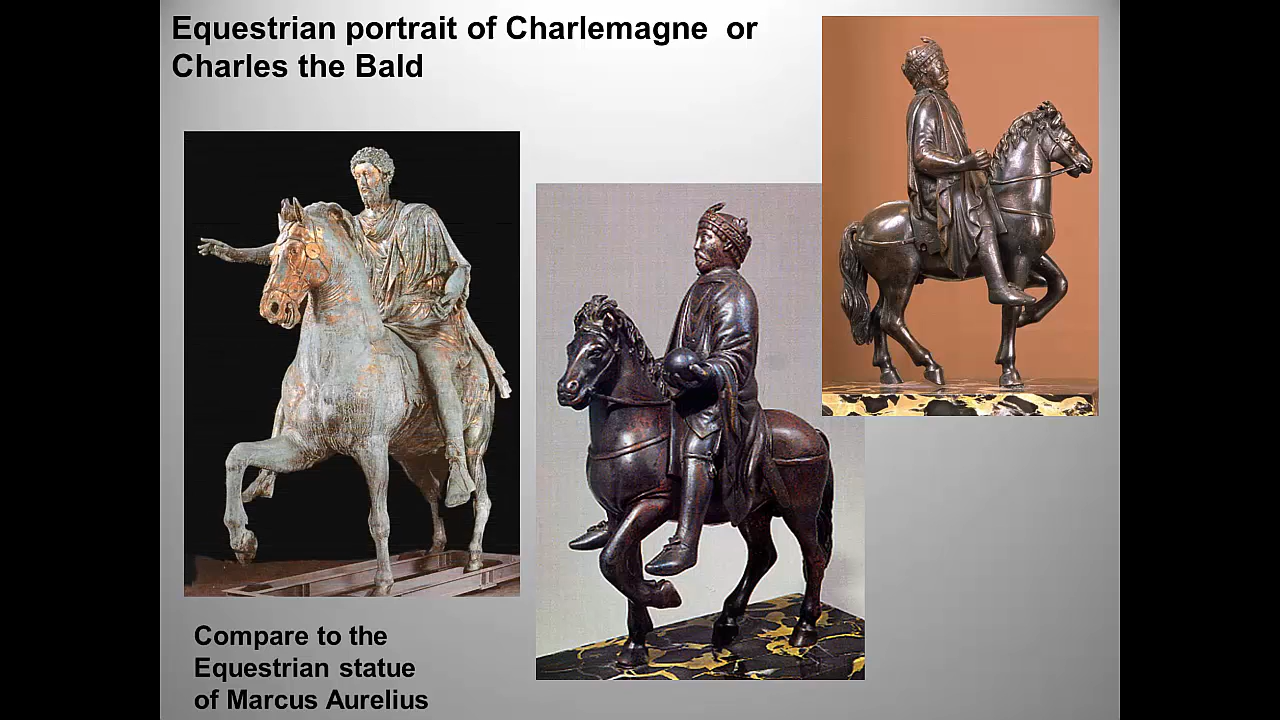 Equestrian portrait of Charlemagne  or
Charles the Bald
Compare to the
Equestrian statue
of Marcus Aurelius